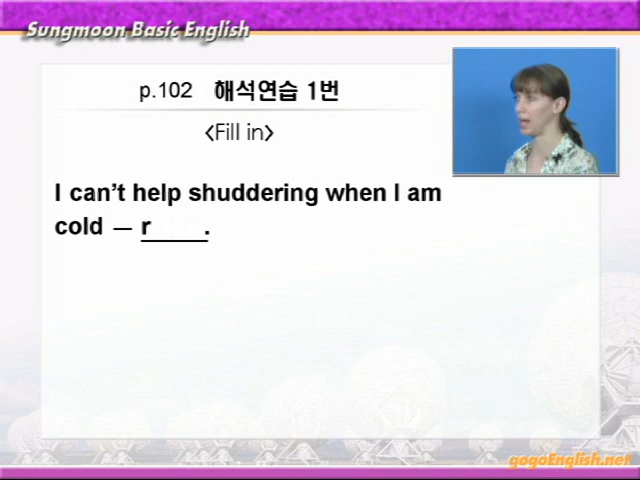 Sungmoon Basic English
p.102 해석연습 1번
<Fill in>
I can't help shuddering when I am
cold — r_____.
gogoEnglish.net